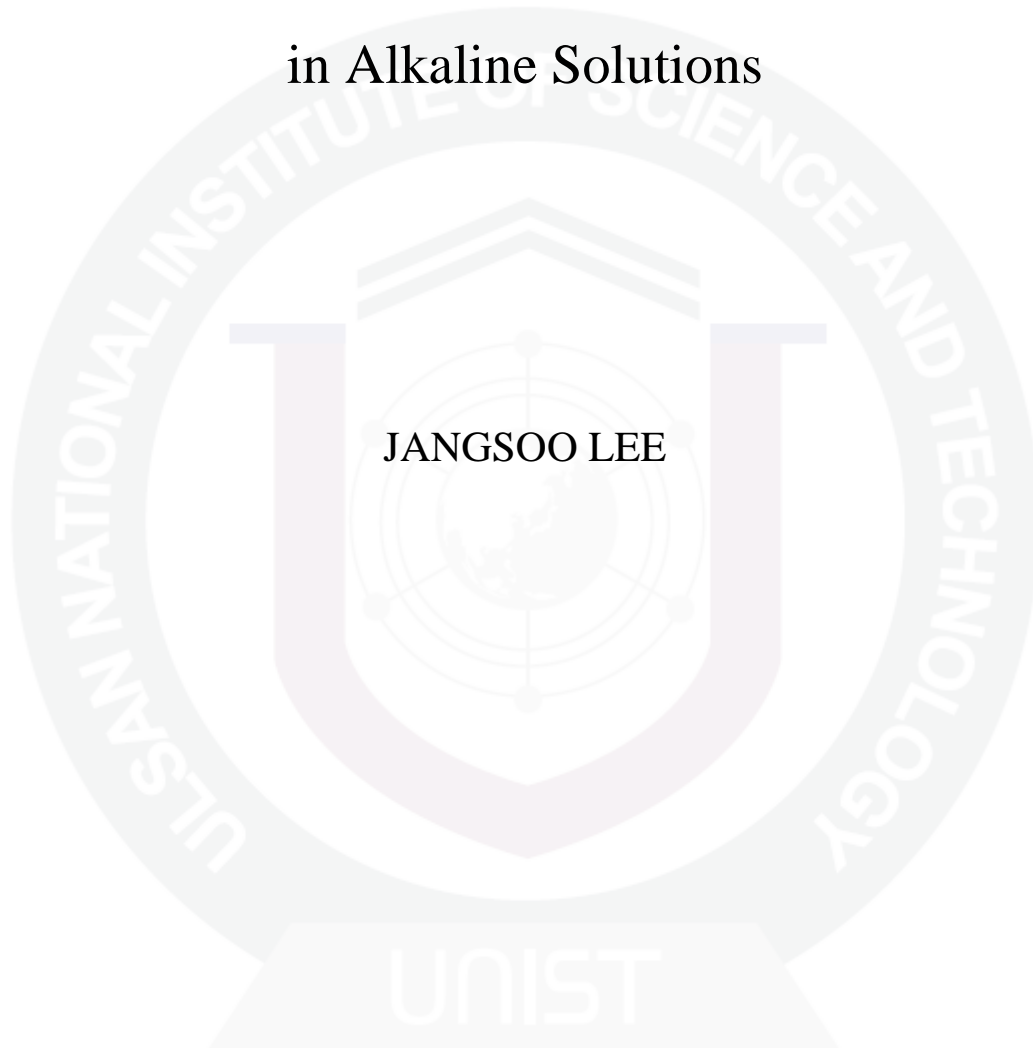 in Alkaline Solutions
ULSAN NATIONAL INSTITUTE OF SCIENCE AND TECHNOLOGY
JANGSOO LEE
UNIST